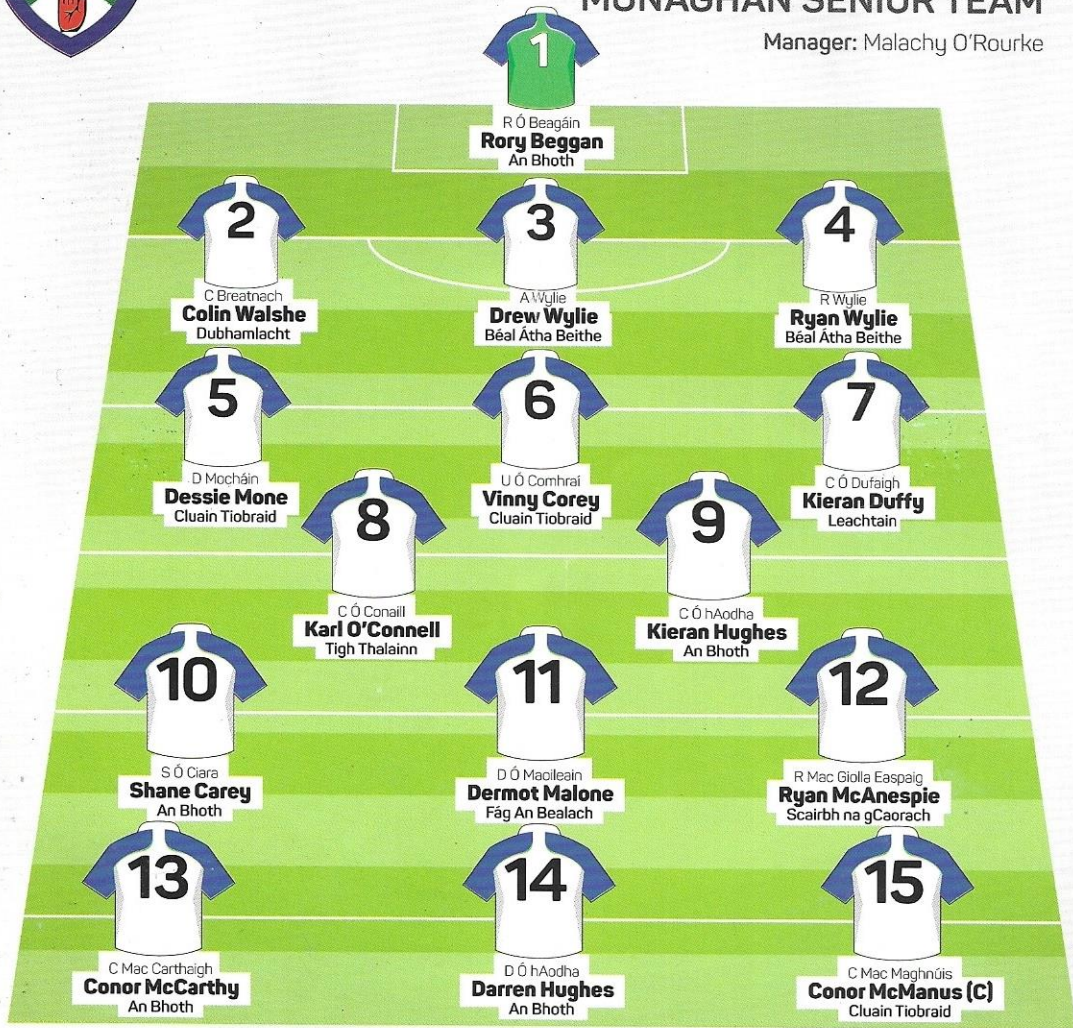 MONAGHAN SENIOR TEAM
Manager: Malachy O'Rourke
1
R Ó Beagáin
Rory Beggan
An Bhoth
2
3
4
C Breatnach
Colin Walshe
Dubhamlacht
A Wylie
Drew Wylie
Béal Átha Beithe
R Wylie
Ryan Wylie
Béal Átha Beithe
5
6
7
D Mocháin
Dessie Mone
Cluain Tiobraid
U Ó Comhraí
Vinny Corey
Cluain Tiobraid
C Ó Dufaigh
Kieran Duffy
Leachtain
8
9
C Ó Conaill
Karl O'Connell
Tigh Thalainn
C Ó hAodha
Kieran Hughes
An Bhoth
10
11
12
S Ó Ciara
Shane Carey
An Bhoth
D Ó Maoileain
Dermot Malone
Fág An Bealach
R Mac Giolla Easpaig
Ryan McAnespie
Scairbh na gCaorach
13
14
15
C Mac Carthaigh
Conor McCarthy
An Bhoth
D Ó hAodha
Darren Hughes
An Bhoth
C Mac Maghnúis
Conor McManus (C)
Cluain Tiobraid